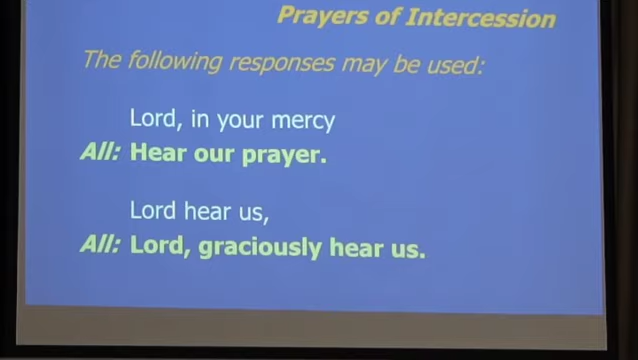 Prayers of Intercession
The following responses may be used:
Lord, in your mercy
All: Hear our prayer.
Lord hear us,
All: Lord, graciously hear us.